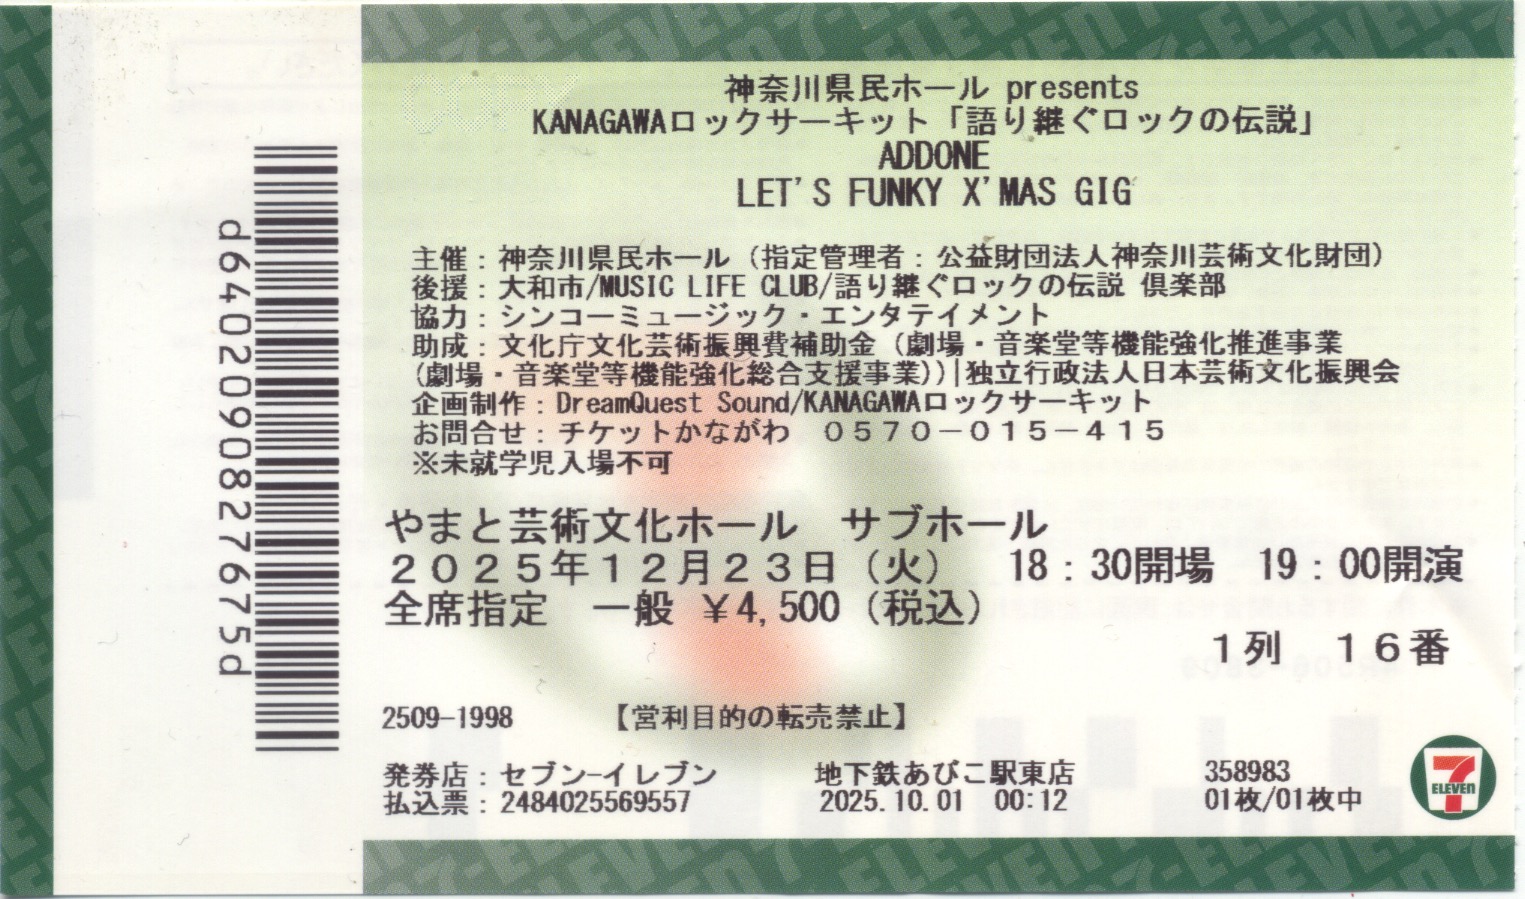 神奈川県民ホール presents
KANAGAWAロックサーキット「語り継ぐロックの伝説」
ADDONE
LET'S FUNKY X'MAS GIG
主催：神奈川県民ホール（指定管理者：公益財団法人神奈川芸術文化財団）
後援：大和市/MUSIC LIFE CLUB/語り継ぐロックの伝説 倶楽部
協力：シンコーミュージック・エンタテイメント
助成：文化庁文化芸術振興費補助金（劇場・音楽堂等機能強化推進事業
(劇場・音楽堂等機能強化総合支援事業))|独立行政法人日本芸術文化振興会
企画制作：DreamQuest Sound/KANAGAWAロックサーキット
お問合せ：チケットかながわ　０５７０－０１５－４１５
※未就学児入場不可
やまと芸術文化ホール　サブホール
２０２５年１２月２３日（火）　18：30開場　19：00開演
全席指定　一般 ￥4,500（税込）
１列　１６番
2509-1998　【営利目的の転売禁止】
発券店：セブン-イレブン　地下鉄あびこ駅東店　358983
払込票：2484025569557　2025.10.01　00:12　01枚/01枚中
d6402090827675d
7
ELEVEN